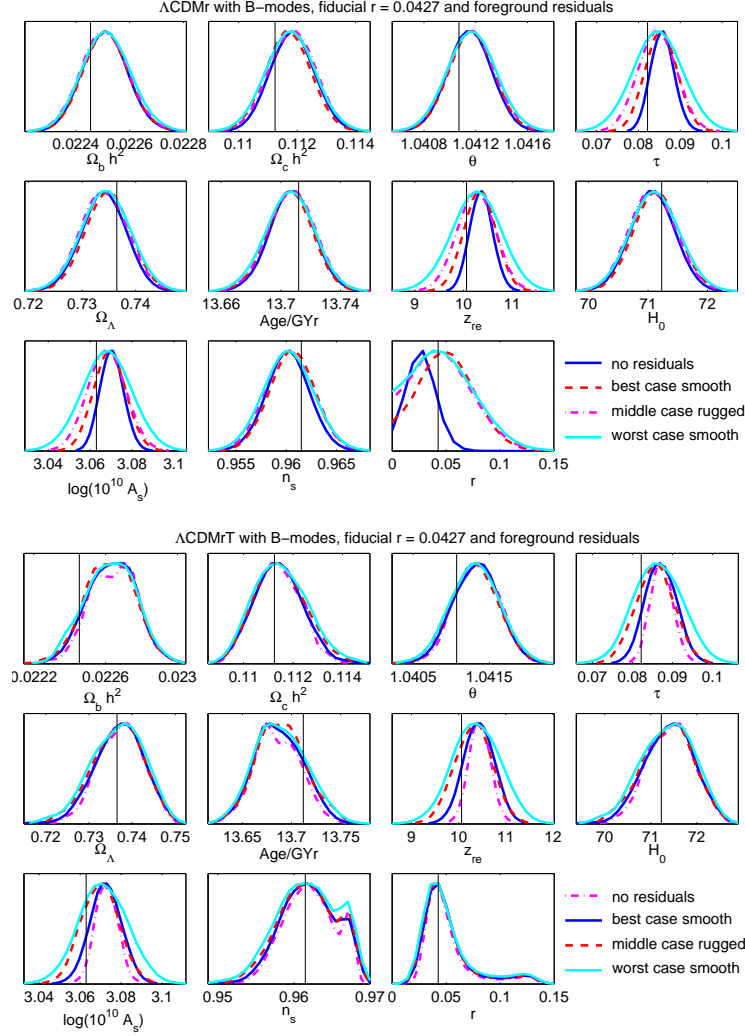 ΛCDMr with B-modes, fiducial r = 0.0427 and foreground residuals
0.0224 0.0226 0.0228
Ω_b h²
0.11 0.112 0.114
Ω_c h²
1.0408 1.0412 1.0416
θ
0.07 0.08 0.09 0.1
τ
0.72 0.73 0.74
Ω_Λ
13.66 13.7 13.74
Age/GYr
9 10 11
z_re
70 71 72
H_0
3.04 3.06 3.08 3.1
log(10¹⁰ A_s)
0.955 0.96 0.965
n_s
0 0.05 0.1 0.15
r
no residuals
best case smooth
middle case rugged
worst case smooth
ΛCDMrT with B-modes, fiducial r = 0.0427 and foreground residuals
0.0222 0.0226 0.023
Ω_b h²
0.11 0.112 0.114
Ω_c h²
1.0405 1.0415
θ
0.07 0.08 0.09 0.1
τ
0.72 0.73 0.74 0.75
Ω_Λ
13.65 13.7 13.75
Age/GYr
9 10 11 12
z_re
70 71 72
H_0
3.04 3.06 3.08 3.1
log(10¹⁰ A_s)
0.95 0.96 0.97
n_s
0 0.05 0.1 0.15
r
no residuals
best case smooth
middle case rugged
worst case smooth